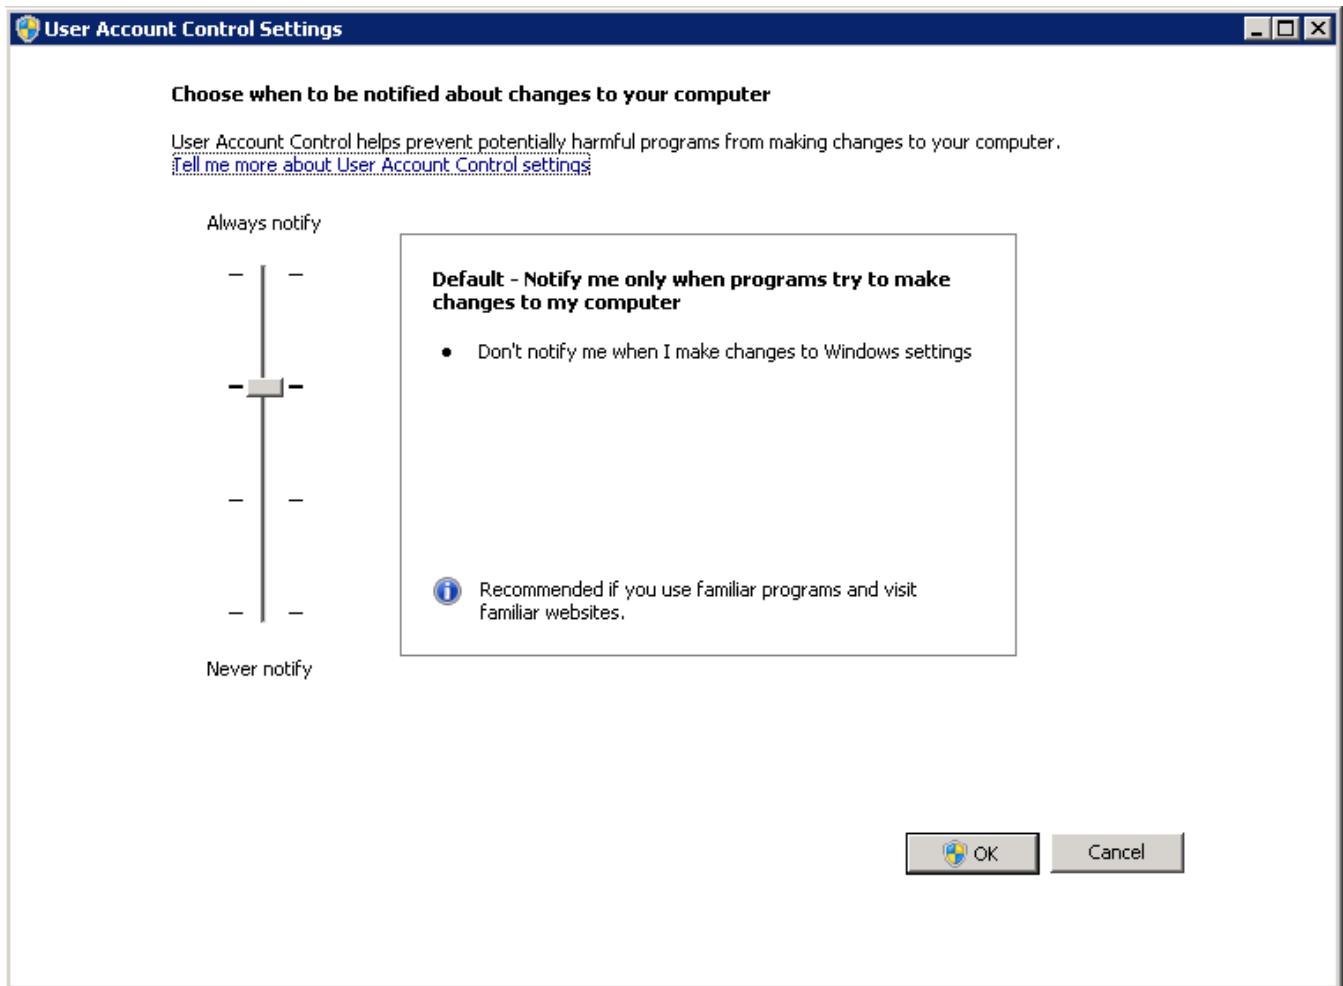 User Account Control Settings
Choose when to be notified about changes to your computer
User Account Control helps prevent potentially harmful programs from making changes to your computer.
Tell me more about User Account Control settings
Always notify
Default - Notify me only when programs try to make
changes to my computer
• Don't notify me when I make changes to Windows settings
Recommended if you use familiar programs and visit
familiar websites.
Never notify
OK
Cancel